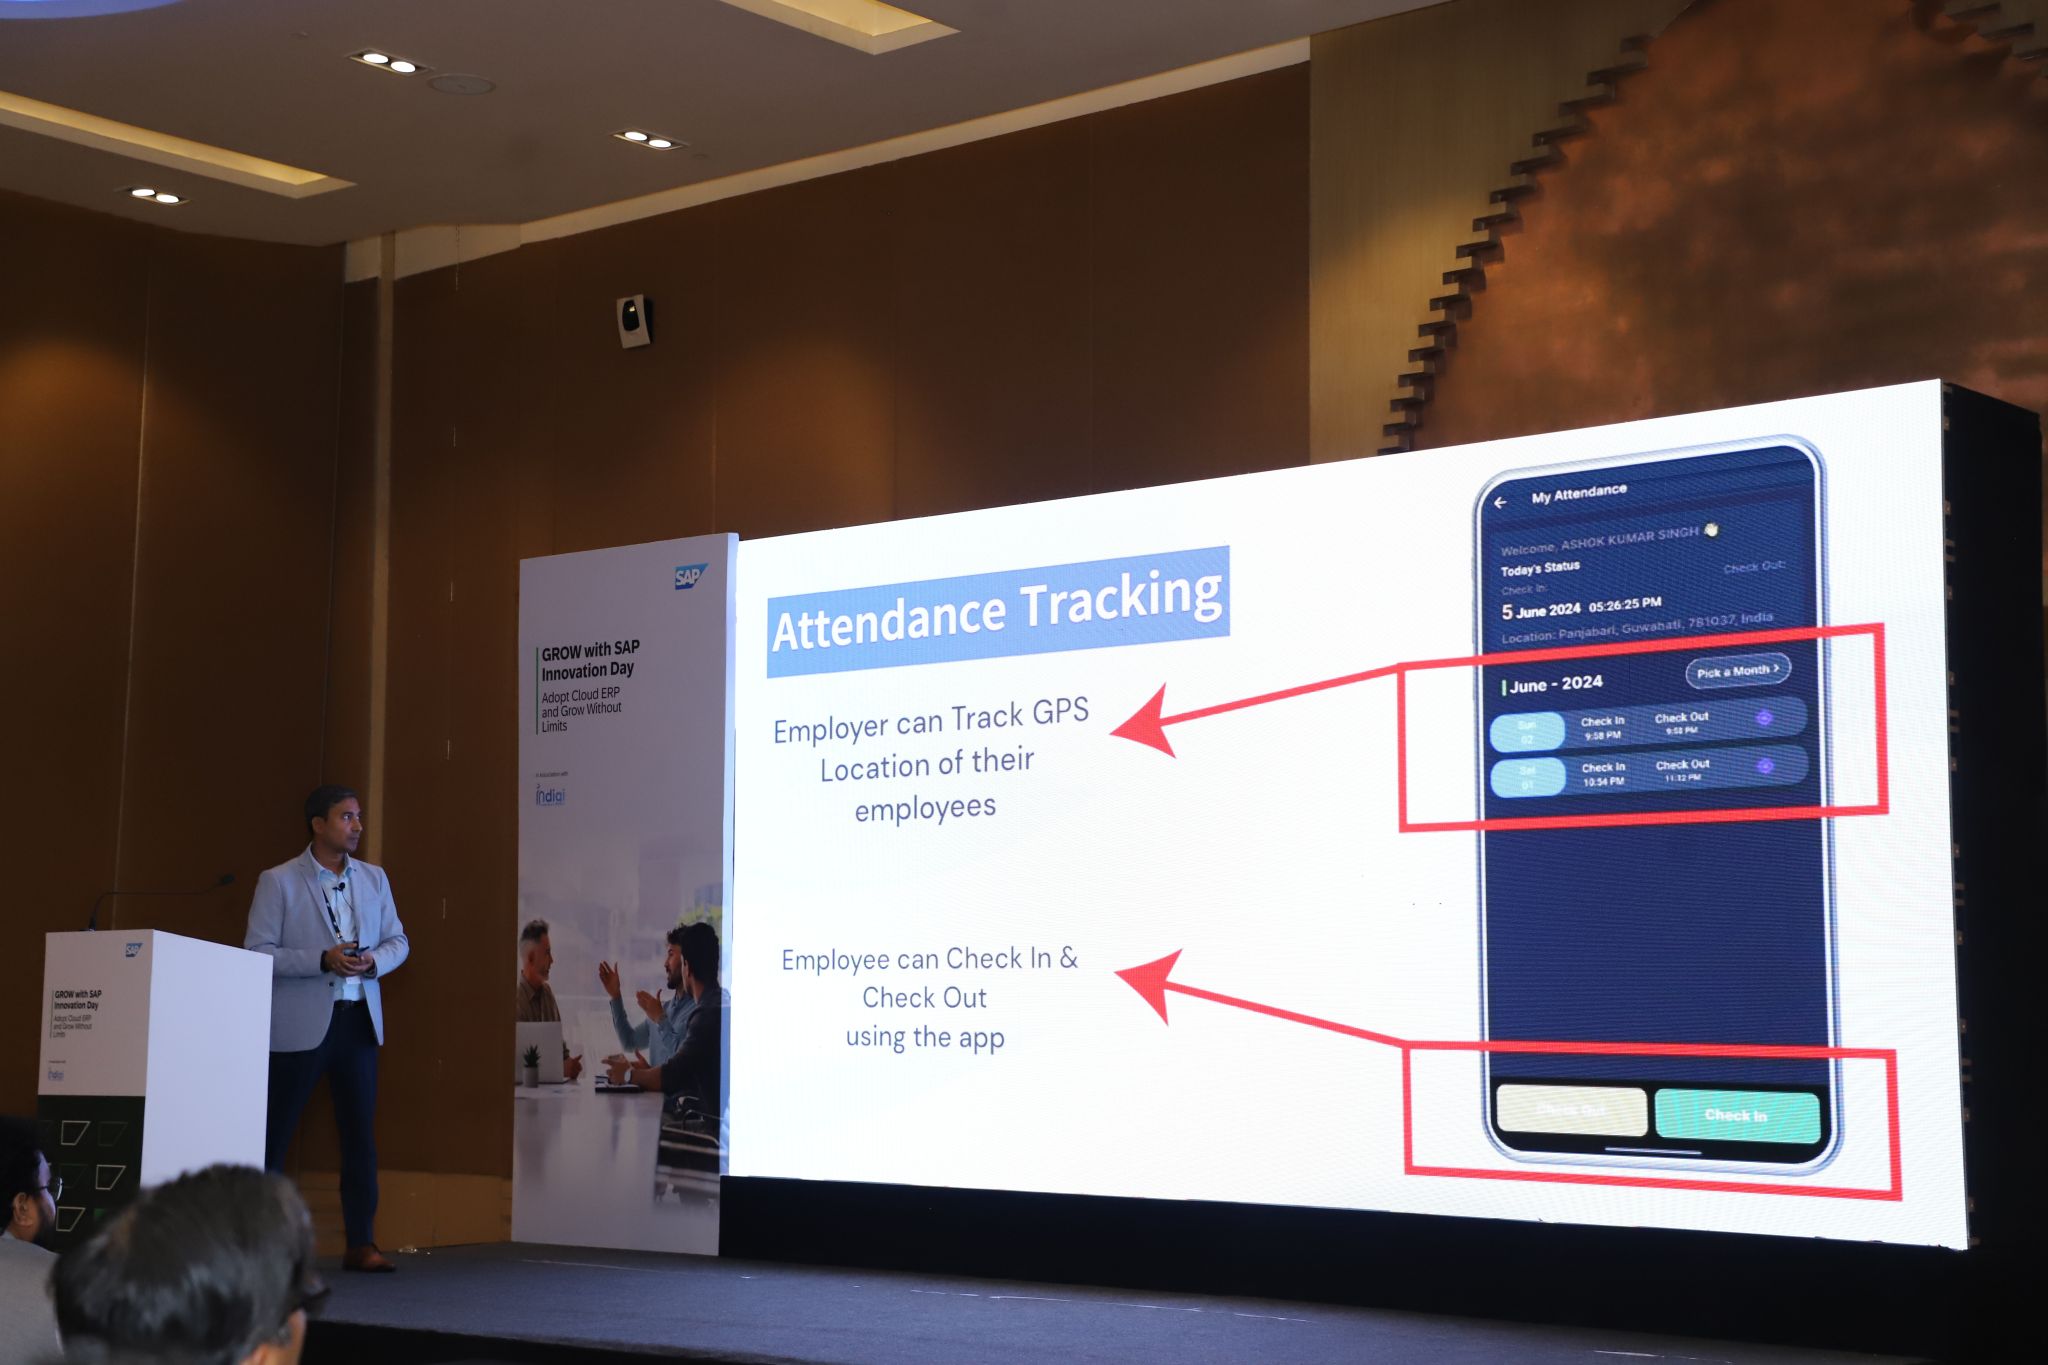 SAP
GROW with SAP
Innovation Day
Adopt Cloud ERP
and Grow Without
Limits
In Association with
indigi
SAP
GROW with SAP
Innovation Day
Adopt Cloud ERP
and Grow Without
Limits
indigi
Attendance Tracking
Employer can Track GPS
Location of their
employees
Employee can Check In &
Check Out
using the app
← My Attendance
Welcome, ASHOK KUMAR SINGH 👋
Today's Status
Check Out:
Check In:
5 June 2024 05:26:25 PM
Location: Panjabari, Guwahati, 781037, India
June - 2024
Pick a Month >
Sun
02
Check In
9:58 PM
Check Out
9:58 PM
Sat
01
Check In
10:54 PM
Check Out
11:12 PM
Check Out
Check In